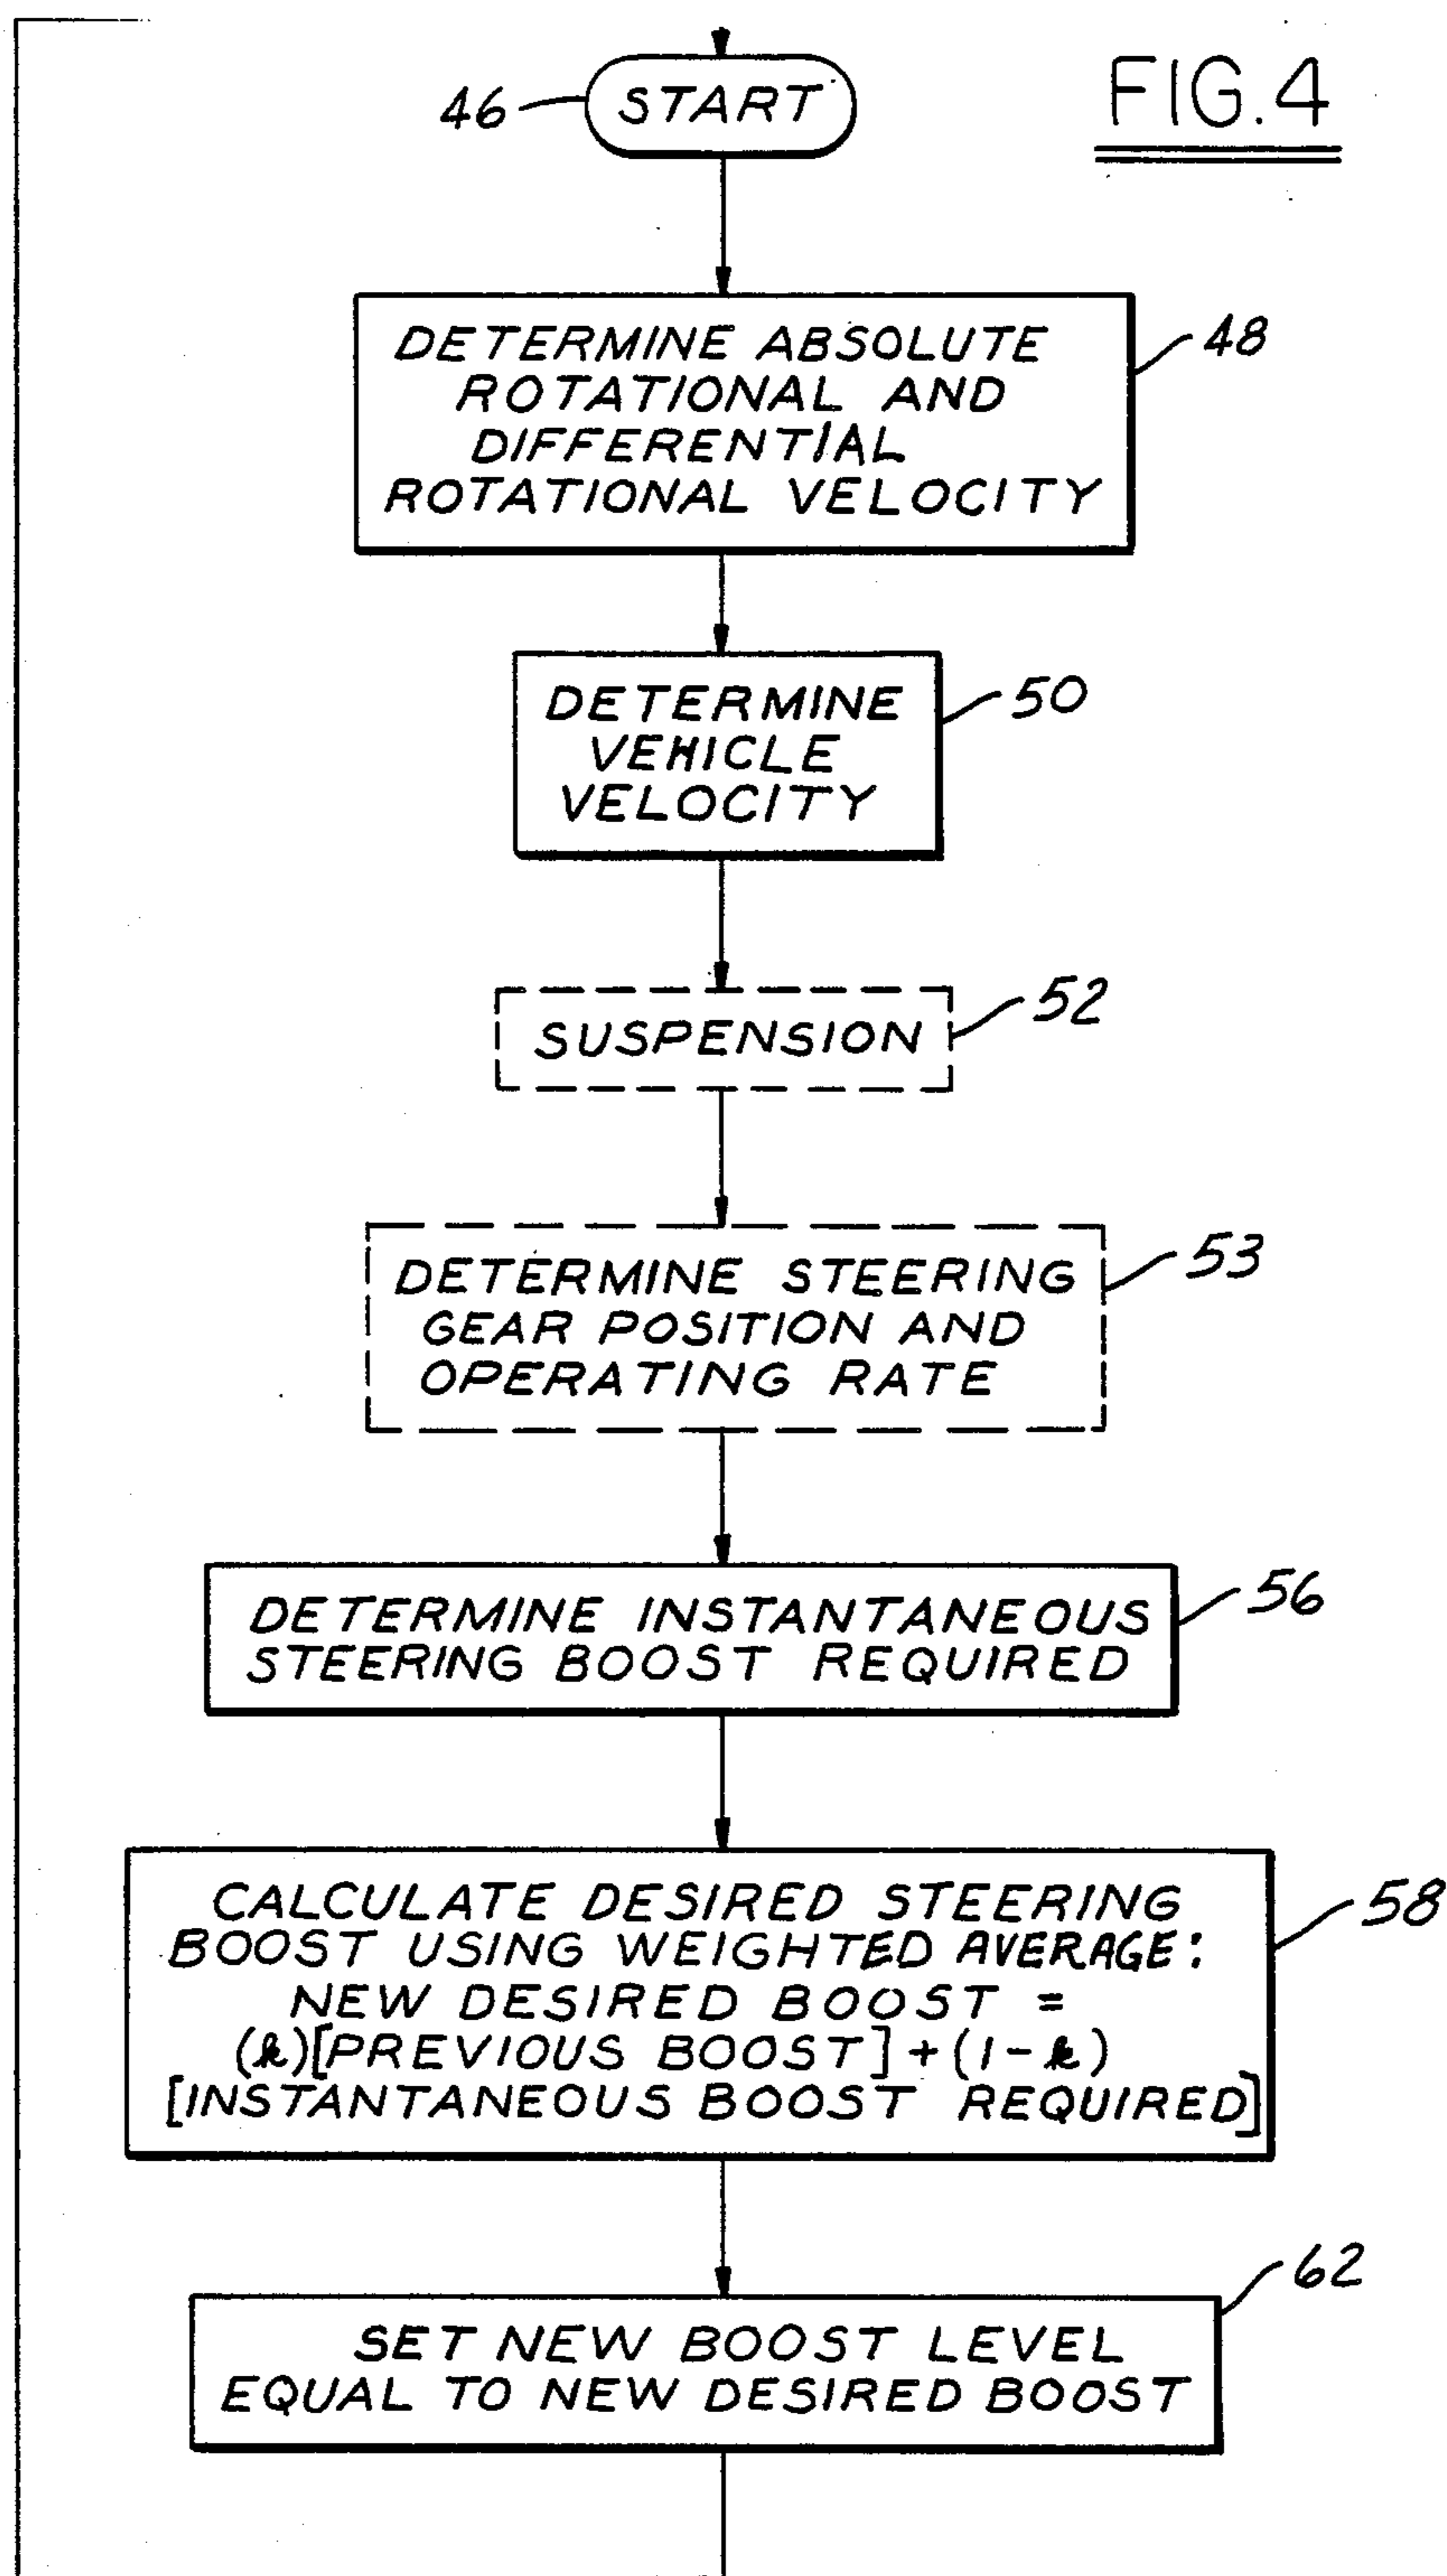 FIG.4
46
START
DETERMINE ABSOLUTE
ROTATIONAL AND
DIFFERENTIAL
ROTATIONAL VELOCITY
48
DETERMINE
VEHICLE
VELOCITY
50
SUSPENSION
52
DETERMINE STEERING
GEAR POSITION AND
OPERATING RATE
53
DETERMINE INSTANTANEOUS
STEERING BOOST REQUIRED
56
CALCULATE DESIRED STEERING
BOOST USING WEIGHTED AVERAGE:
NEW DESIRED BOOST =
(k)[PREVIOUS BOOST]+(1-k)
[INSTANTANEOUS BOOST REQUIRED]
58
SET NEW BOOST LEVEL
EQUAL TO NEW DESIRED BOOST
62